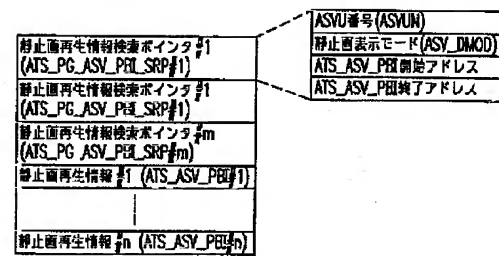 静止画再生情報検索ポインタ#1
(ATS_PG_ASV_PBI_SRP#1)
静止画再生情報検索ポインタ#1
(ATS_PG_ASV_PBI_SRP#1)
静止画再生情報検索ポインタ#m
(ATS_PG_ASV_PBI_SRP#m)
静止画再生情報#1 (ATS_ASV_PBI#1)
静止画再生情報#n (ATS_ASV_PBI#n)
ASVU番号(ASVUN)
静止画表示モード(ASV_DMOD)
ATS_ASV_PBI開始アドレス
ATS_ASV_PBI終了アドレス